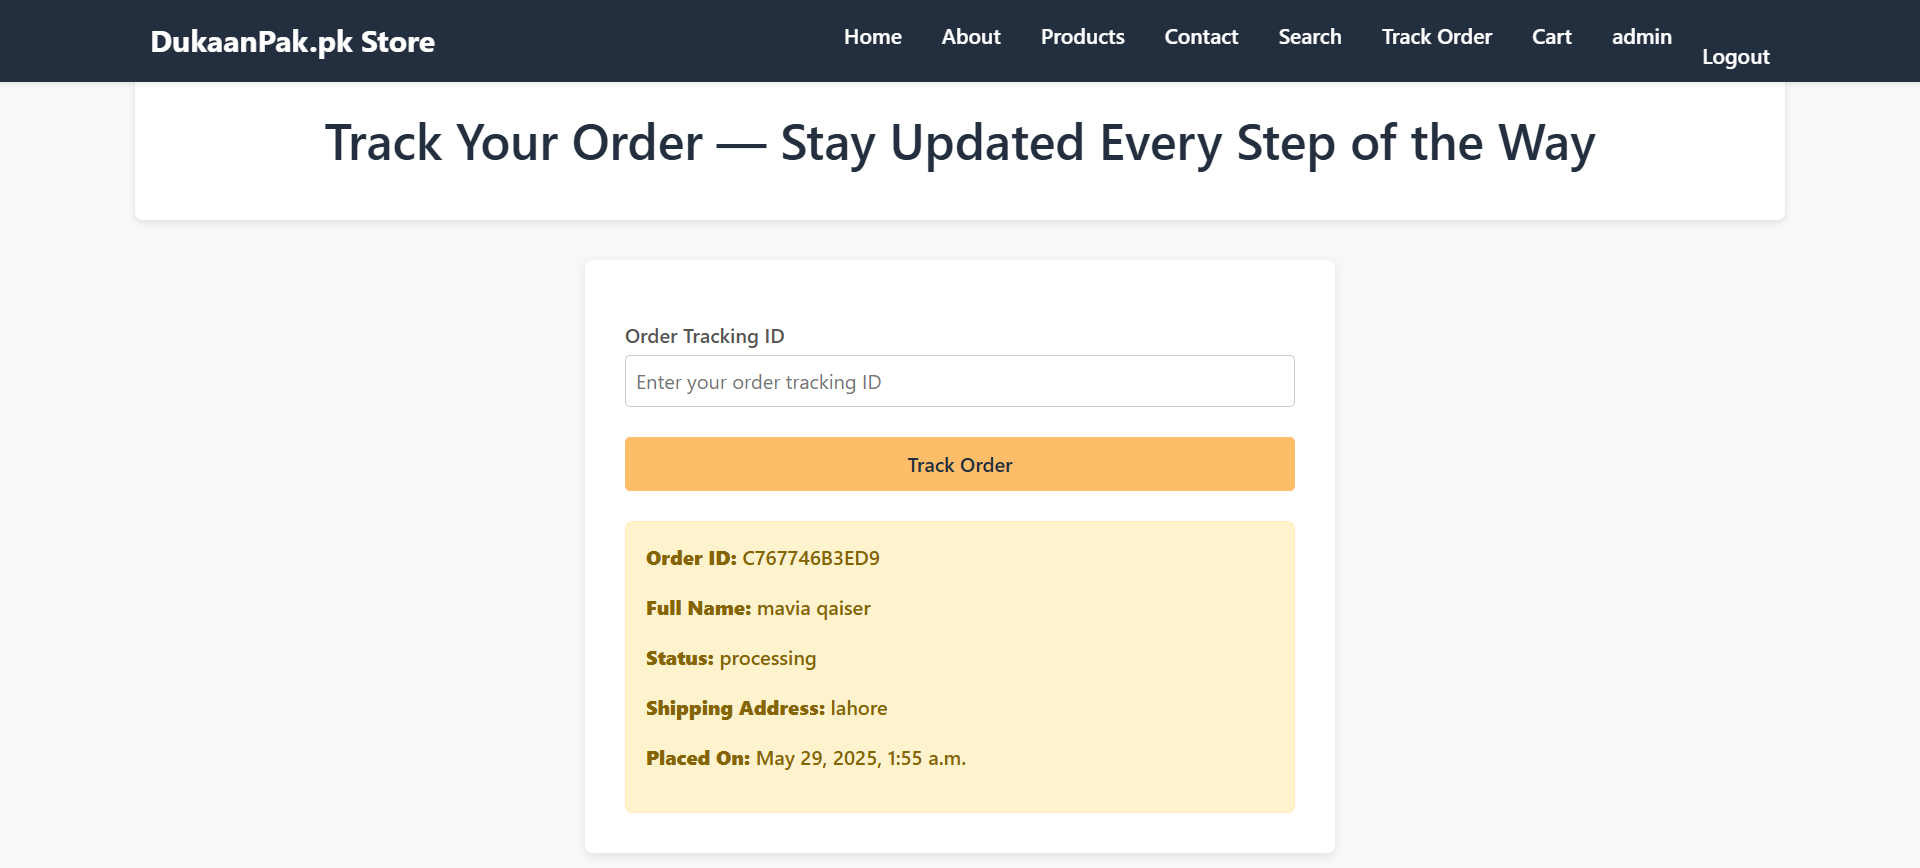 DukaanPak.pk Store
Home About Products Contact Search Track Order Cart admin Logout
Track Your Order — Stay Updated Every Step of the Way
Order Tracking ID
Enter your order tracking ID
Track Order
Order ID: C767746B3ED9
Full Name: mavia qaiser
Status: processing
Shipping Address: lahore
Placed On: May 29, 2025, 1:55 a.m.